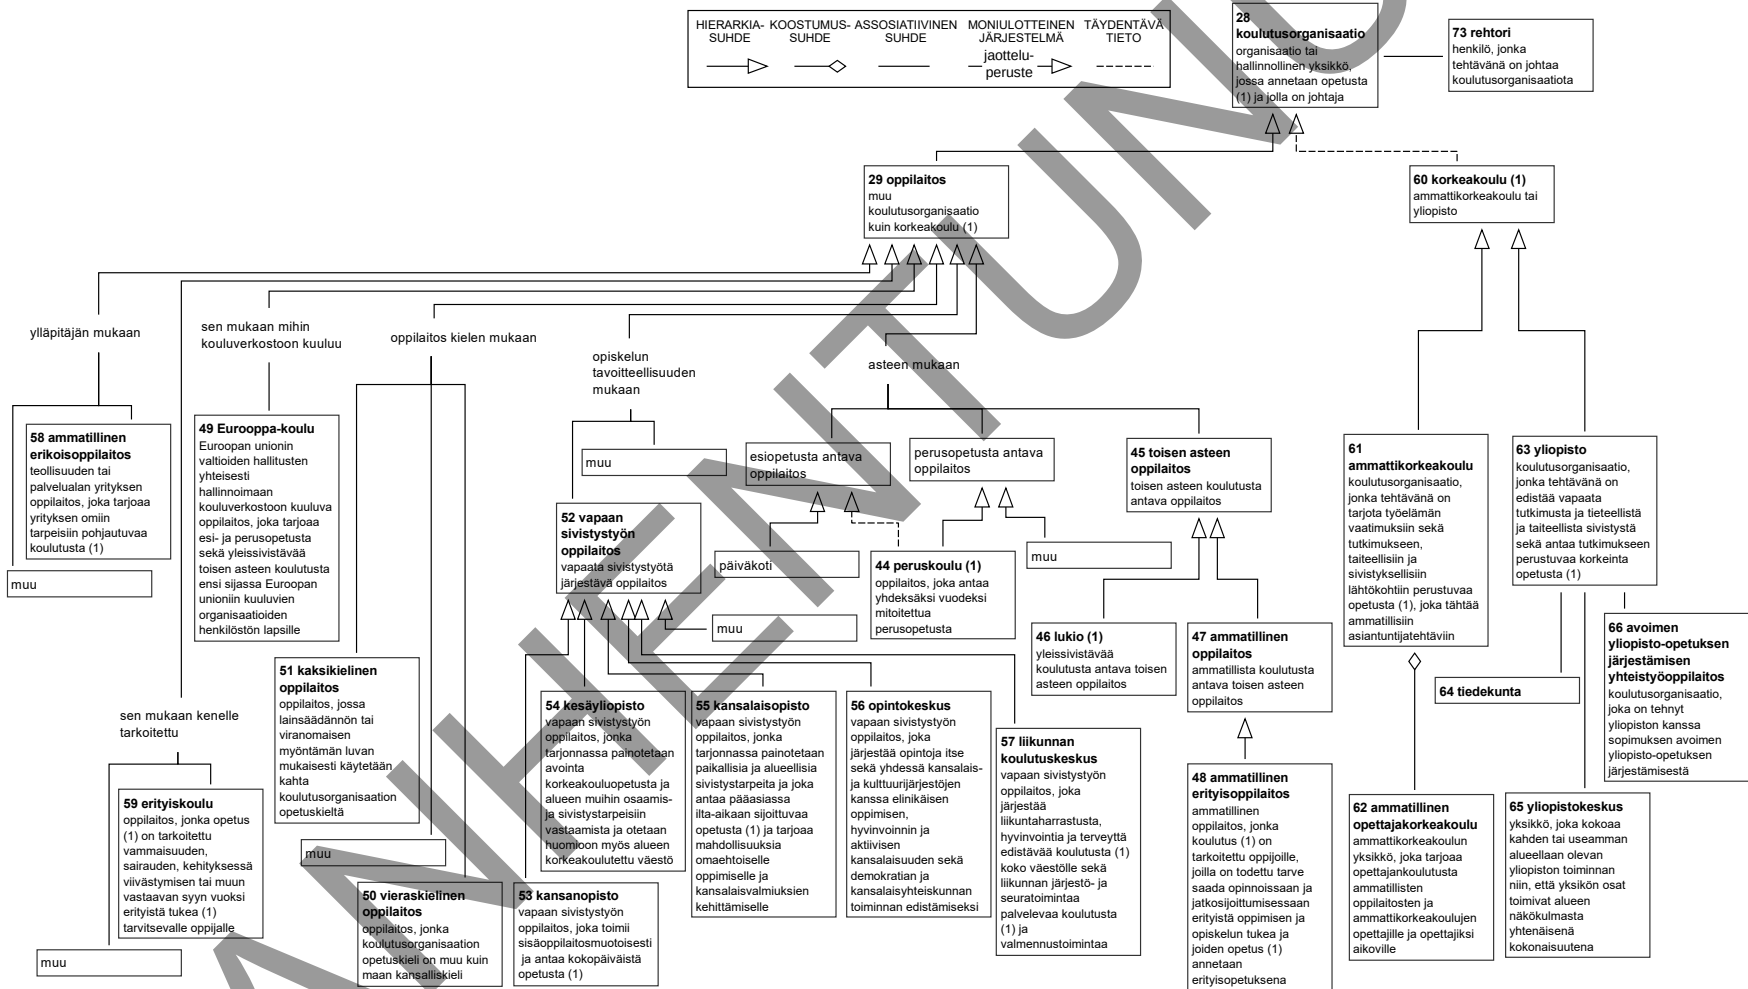 HIERARKIA-
SUHDE
KOOSTUMUS-
SUHDE
ASSOSIATIIVINEN
SUHDE
MONIULOTTEINEN
JÄRJESTELMÄ
jaottelu-
peruste
TÄYDENTÄVÄ
TIETO
28
koulutusorganisaatio
organisaatio tai
hallinnollinen yksikkö,
jossa annetaan opetusta
(1) ja jolla on johtaja
73 rehtori
henkilö, jonka
tehtävänä on johtaa
koulutusorganisaatiota
29 oppilaitos
muu
koulutusorganisaatio
kuin korkeakoulu (1)
60 korkeakoulu (1)
ammattikorkeakoulu tai
yliopisto
ylläpitäjän mukaan
sen mukaan mihin
kouluverkostoon kuuluu
oppilaitos kielen mukaan
opiskelun
tavoitteellisuuden
mukaan
asteen mukaan
58 ammatillinen
erikoisoppilaitos
teollisuuden tai
palvelualan yrityksen
oppilaitos, joka tarjoaa
yrityksen omiin
tarpeisiin pohjautuvaa
koulutusta (1)
muu
49 Eurooppa-koulu
Euroopan unionin
valtioiden hallitusten
yhteisesti
hallinnoimaan
kouluverkostoon kuuluva
oppilaitos, joka tarjoaa
esi- ja perusopetusta
sekä yleissivistävää
toisen asteen koulutusta
ensi sijassa Euroopan
unioniin kuuluvien
organisaatioiden
henkilöstön lapsille
muu
esiopetusta antava
oppilaitos
perusopetusta antava
oppilaitos
45 toisen asteen
oppilaitos
toisen asteen koulutusta
antava oppilaitos
61
ammattikorkeakoulu
koulutusorganisaatio,
jonka tehtävänä on
tarjota työelämän
vaatimuksiin sekä
tutkimukseen,
taiteellisiin ja
sivistyksellisiin
lähtökohtiin perustuvaa
opetusta (1), joka tähtää
ammatillisiin
asiantuntijatehtäviin
63 yliopisto
koulutusorganisaatio,
jonka tehtävänä on
edistää vapaata
tutkimusta ja tieteellistä
ja taiteellista sivistystä
sekä antaa tutkimukseen
perustuvaa korkeinta
opetusta (1)
52 vapaan
sivistystyön
oppilaitos
vapaata sivistystyötä
järjestävä oppilaitos
päiväkoti
44 peruskoulu (1)
oppilaitos, joka antaa
yhdeksäksi vuodeksi
mitoitettua
perusopetusta
muu
muu
46 lukio (1)
yleissivistävää
koulutusta antava toisen
asteen oppilaitos
47 ammatillinen
oppilaitos
ammatillista koulutusta
antava toisen asteen
oppilaitos
66 avoimen
yliopisto-opetuksen
järjestämisen
yhteistyöoppilaitos
koulutusorganisaatio,
joka on tehnyt
yliopiston kanssa
sopimuksen avoimen
yliopisto-opetuksen
järjestämisestä
64 tiedekunta
51 kaksikielinen
oppilaitos
oppilaitos, jossa
lainsäädännön tai
viranomaisen
myöntämän luvan
mukaisesti käytetään
kahta
koulutusorganisaation
opetuskieltä
sen mukaan kenelle
tarkoitettu
54 kesäyliopisto
vapaan sivistystyön
oppilaitos, jonka
tarjonnassa painotetaan
avointa
korkeakouluopetusta ja
alueen muihin osaamis-
ja sivistystarpeisiin
vastaamista ja otetaan
huomioon myös alueen
korkeakoulutettu väestö
55 kansalaisopisto
vapaan sivistystyön
oppilaitos, jonka
tarjonnassa painotetaan
paikallisia ja alueellisia
sivistystarpeita ja joka
antaa pääasiassa
ilta-aikaan sijoittuvaa
opetusta (1) ja tarjoaa
mahdollisuuksia
omaehtoiselle
oppimiselle ja
kansalaisvalmiuksien
kehittämiselle
56 opintokeskus
vapaan sivistystyön
oppilaitos, joka
järjestää opintoja itse
sekä yhdessä kansalais-
ja kulttuurijärjestöjen
kanssa elinikäisen
oppimisen,
hyvinvoinnin ja
aktiivisen
kansalaisuuden sekä
demokratian ja
kansalaisyhteiskunnan
toiminnan edistämiseksi
57 liikunnan
koulutuskeskus
vapaan sivistystyön
oppilaitos, joka
järjestää
liikuntaharrastusta,
hyvinvointia ja terveyttä
edistävää koulutusta (1)
koko väestölle sekä
liikunnan järjestö- ja
seuratoimintaa
palvelevaa koulutusta
(1) ja
valmennustoimintaa
48 ammatillinen
erityisoppilaitos
ammatillinen
oppilaitos, jonka
koulutus (1) on
tarkoitettu oppijoille,
joilla on todettu tarve
saada opinnoissaan ja
jatkosijoittumisessaan
erityistä oppimisen ja
opiskelun tukea ja
joiden opetus (1)
annetaan
erityisopetuksena
62 ammatillinen
opettajakorkeakoulu
ammattikorkeakoulun
yksikkö, joka tarjoaa
opettajankoulutusta
ammatillisten
oppilaitosten ja
ammattikorkeakoulujen
opettajille ja opettajiksi
aikoville
65 yliopistokeskus
yksikkö, joka kokoaa
kahden tai useamman
alueellaan olevan
yliopiston toiminnan
niin, että yksikön osat
toimivat alueen
näkökulmasta
yhtenäisenä
kokonaisuutena
59 erityiskoulu
oppilaitos, jonka opetus
(1) on tarkoitettu
vammaisuuden,
sairauden, kehityksessä
viivästymisen tai muun
vastaavan syyn vuoksi
erityistä tukea (1)
tarvitsevalle oppijalle
muu
muu
50 vieraskielinen
oppilaitos
oppilaitos, jonka
koulutusorganisaation
opetuskieli on muu kuin
maan kansalliskieli
53 kansanopisto
vapaan sivistystyön
oppilaitos, joka toimii
sisäoppilaitosmuotoisesti
ja antaa kokopäiväistä
opetusta (1)
VANHENTUNUT